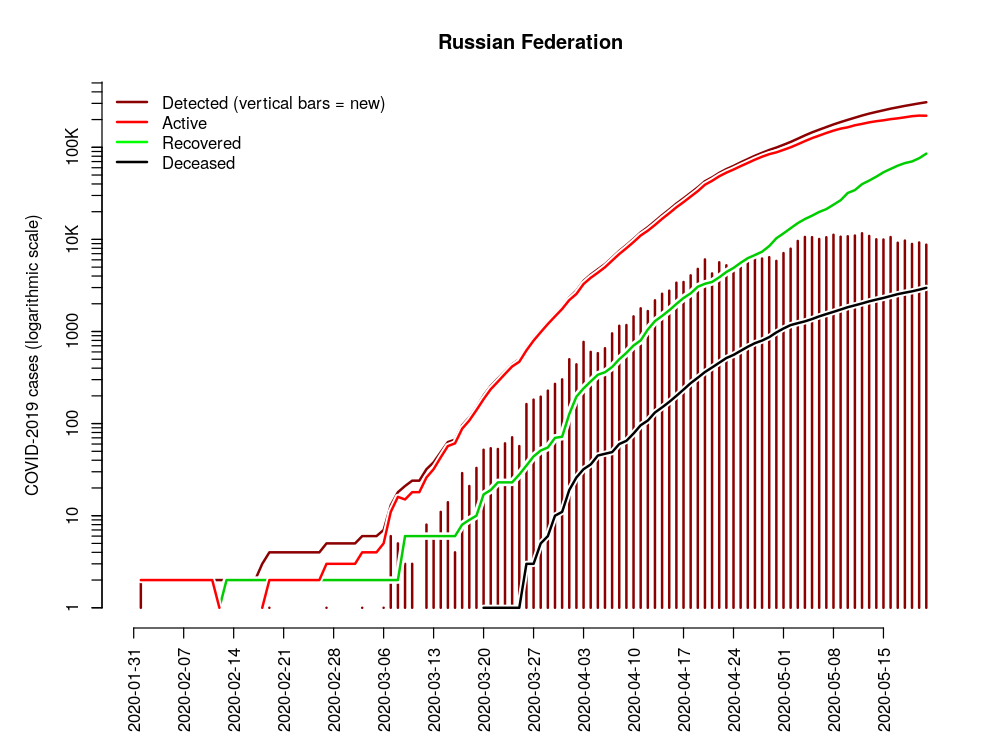 Russian Federation
Detected (vertical bars = new)
Active
Recovered
Deceased
COVID-2019 cases (logarithmic scale)
100K
10K
1000
100
10
1
2020-01-31
2020-02-07
2020-02-14
2020-02-21
2020-02-28
2020-03-06
2020-03-13
2020-03-20
2020-03-27
2020-04-03
2020-04-10
2020-04-17
2020-04-24
2020-05-01
2020-05-08
2020-05-15